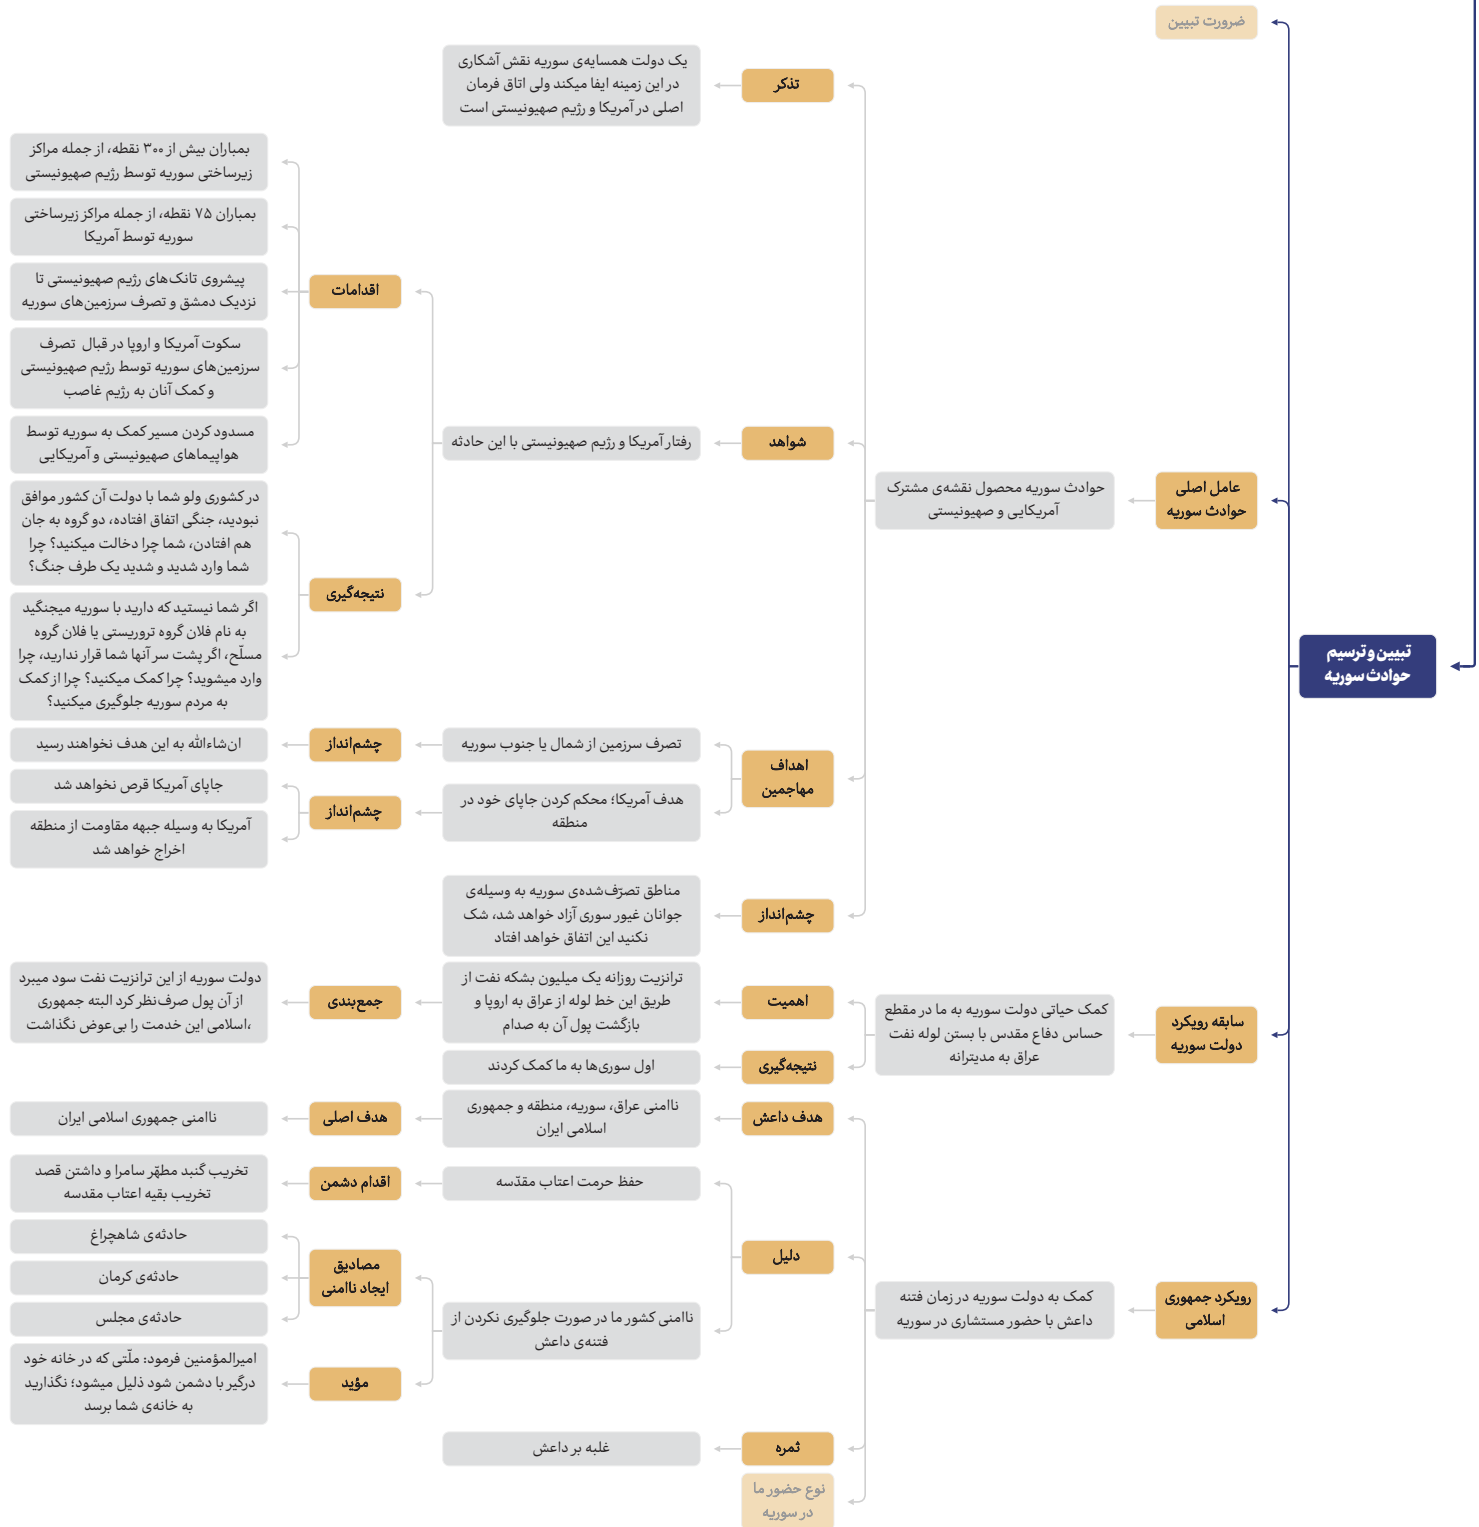 تبیین و ترسیم
حوادث سوریه
ضرورت تبیین
عامل اصلی
حوادث سوریه
حوادث سوریه محصول نقشه‌ی مشترک
آمریکایی و صهیونیستی
تذکر
یک دولت همسایه‌ی سوریه نقش آشکاری
در این زمینه ایفا میکند ولی اتاق فرمان
اصلی در آمریکا و رژیم صهیونیستی است
شواهد
رفتار آمریکا و رژیم صهیونیستی با این حادثه
اقدامات
بمباران بیش از ۳۰۰ نقطه، از جمله مراکز
زیرساختی سوریه توسط رژیم صهیونیستی
بمباران ۷۵ نقطه، از جمله مراکز زیرساختی
سوریه توسط آمریکا
پیشروی تانک‌های رژیم صهیونیستی تا
نزدیک دمشق و تصرف سرزمین‌های سوریه
سکوت آمریکا و اروپا در قبال تصرف
سرزمین‌های سوریه توسط رژیم صهیونیستی
و کمک آنان به رژیم غاصب
مسدود کردن مسیر کمک به سوریه توسط
هواپیماهای صهیونیستی و آمریکایی
نتیجه‌گیری
در کشوری ولو شما با دولت آن کشور موافق
نبودید، جنگی اتفاق افتاده، دو گروه به جان
هم افتادن، شما چرا دخالت میکنید؟ چرا
شما وارد شدید و شدید یک طرف جنگ؟
اگر شما نیستید که دارید با سوریه میجنگید
به نام فلان گروه تروریستی یا فلان گروه
مسلّح، اگر پشت سر آنها شما قرار ندارید، چرا
وارد میشوید؟ چرا کمک میکنید؟ چرا از کمک
به مردم سوریه جلوگیری میکنید؟
اهداف
مهاجمین
تصرف سرزمین از شمال یا جنوب سوریه
چشم‌انداز
ان‌شاءالله به این هدف نخواهند رسید
هدف آمریکا؛ محکم کردن جاپای خود در
منطقه
چشم‌انداز
جاپای آمریکا قرص نخواهد شد
آمریکا به وسیله جبهه مقاومت از منطقه
اخراج خواهد شد
چشم‌انداز
مناطق تصرّف‌شده‌ی سوریه به وسیله‌ی
جوانان غیور سوری آزاد خواهد شد، شک
نکنید این اتفاق خواهد افتاد
سابقه رویکرد
دولت سوریه
کمک حیاتی دولت سوریه به ما در مقطع
حساس دفاع مقدس با بستن لوله نفت
عراق به مدیترانه
اهمیت
ترانزیت روزانه یک میلیون بشکه نفت از
طریق این خط لوله از عراق به اروپا و
بازگشت پول آن به صدام
جمع‌بندی
دولت سوریه از این ترانزیت نفت سود میبرد
از آن پول صرف‌نظر کرد البته جمهوری
،اسلامی این خدمت را بی‌عوض نگذاشت
نتیجه‌گیری
اول سوری‌ها به ما کمک کردند
رویکرد جمهوری
اسلامی
کمک به دولت سوریه در زمان فتنه
داعش با حضور مستشاری در سوریه
هدف داعش
ناامنی عراق، سوریه، منطقه و جمهوری
اسلامی ایران
هدف اصلی
ناامنی جمهوری اسلامی ایران
دلیل
حفظ حرمت اعتاب مقدّسه
اقدام دشمن
تخریب گنبد مطهّر سامرا و داشتن قصد
تخریب بقیه اعتاب مقدسه
ناامنی کشور ما در صورت جلوگیری نکردن از
فتنه‌ی داعش
مصادیق
ایجاد ناامنی
حادثه‌ی شاهچراغ
حادثه‌ی کرمان
حادثه‌ی مجلس
مؤید
امیرالمؤمنین فرمود: ملّتی که در خانه خود
درگیر با دشمن شود ذلیل میشود؛ نگذارید
به خانه‌ی شما برسد
ثمره
غلبه بر داعش
نوع حضور ما
در سوریه